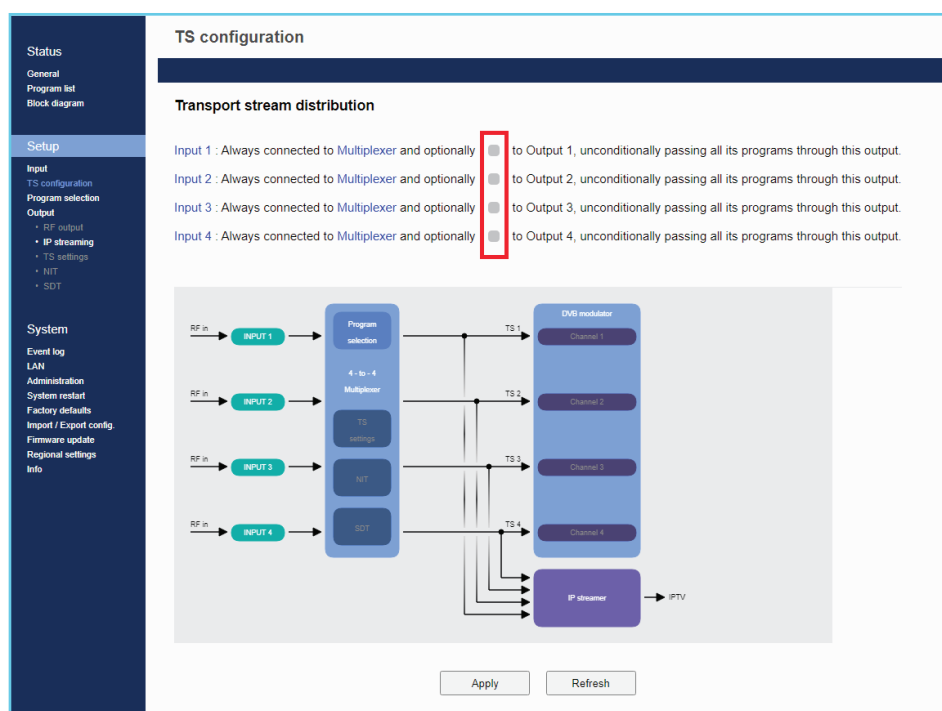 Status
General
Program list
Block diagram
Setup
Input
TS configuration
Program selection
Output
• RF output
• IP streaming
• TS settings
• NIT
• SDT
System
Event log
LAN
Administration
System restart
Factory defaults
Import / Export config.
Firmware update
Regional settings
Info
TS configuration
Transport stream distribution
Input 1 : Always connected to Multiplexer and optionally to Output 1, unconditionally passing all its programs through this output.
Input 2 : Always connected to Multiplexer and optionally to Output 2, unconditionally passing all its programs through this output.
Input 3 : Always connected to Multiplexer and optionally to Output 3, unconditionally passing all its programs through this output.
Input 4 : Always connected to Multiplexer and optionally to Output 4, unconditionally passing all its programs through this output.
RF in
INPUT 1
RF in
INPUT 2
RF in
INPUT 3
RF in
INPUT 4
Program
selection
4 - to - 4
Multiplexer
TS
settings
NIT
SDT
TS 1
TS 2
TS 3
TS 4
DVB modulator
Channel 1
Channel 2
Channel 3
Channel 4
IP streamer
IPTV
Apply
Refresh